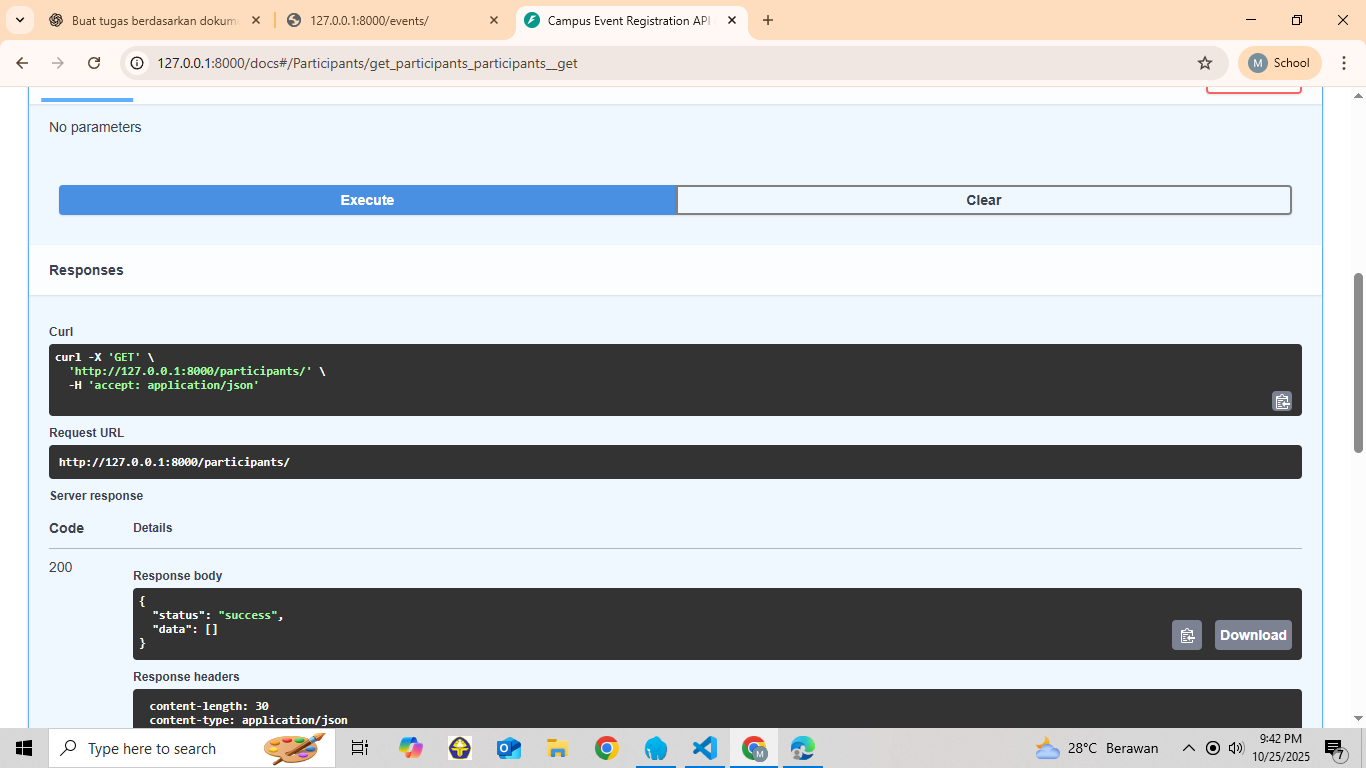 Buat tugas berdasarkan dokum
127.0.0.1:8000/events/
Campus Event Registration API
127.0.0.1:8000/docs#/Participants/get_participants_participants__get
M School
No parameters
Execute
Clear
Responses
Curl
curl -X 'GET' \
'http://127.0.0.1:8000/participants/' \
-H 'accept: application/json'
Request URL
http://127.0.0.1:8000/participants/
Server response
Code Details
200
Response body
{
"status": "success",
"data": []
}
Download
Response headers
content-length: 30
content-type: application/json
Type here to search
M
28°C Berawan
9:42 PM
10/25/2025
7